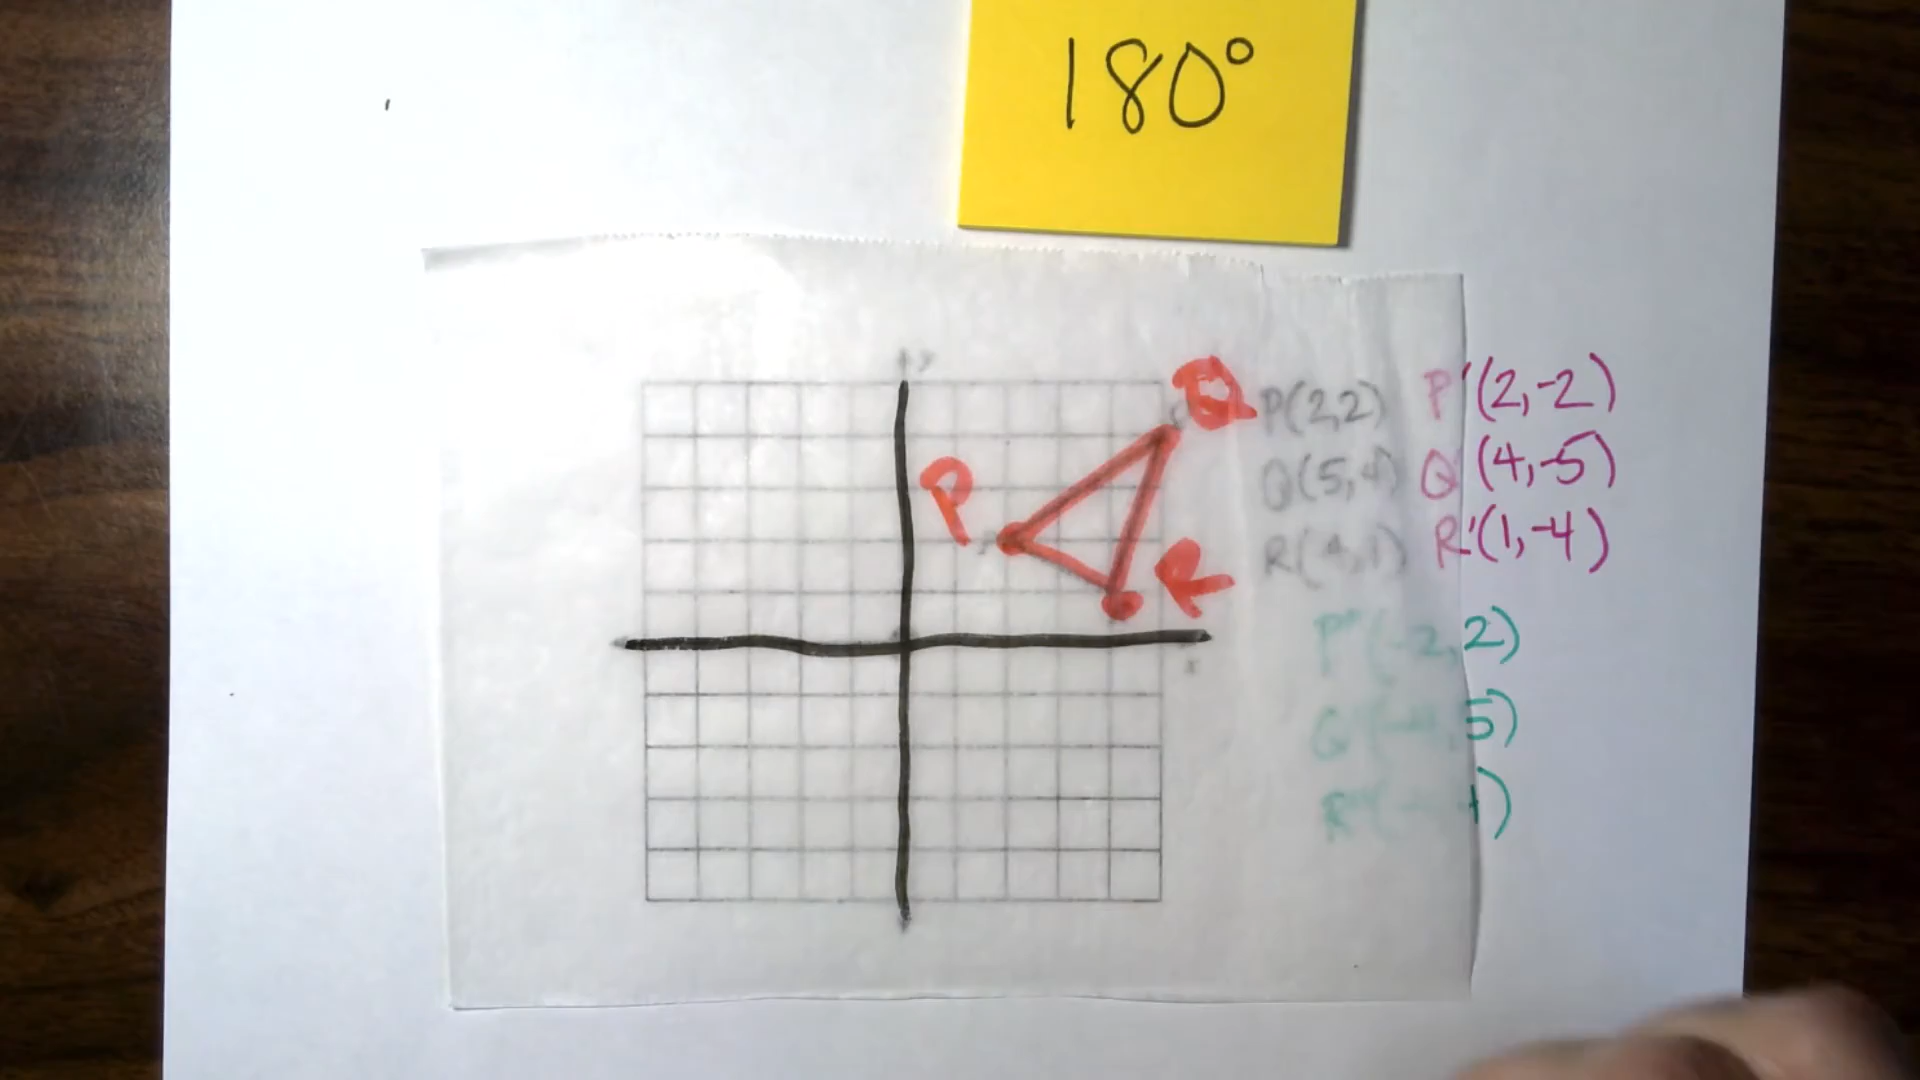 180°
y
Q
P
R
x
P(2,2) P'(2,-2)
Q(5,4) Q'(4,-5)
R(4,1) R'(1,-4)
P"(-2,2)